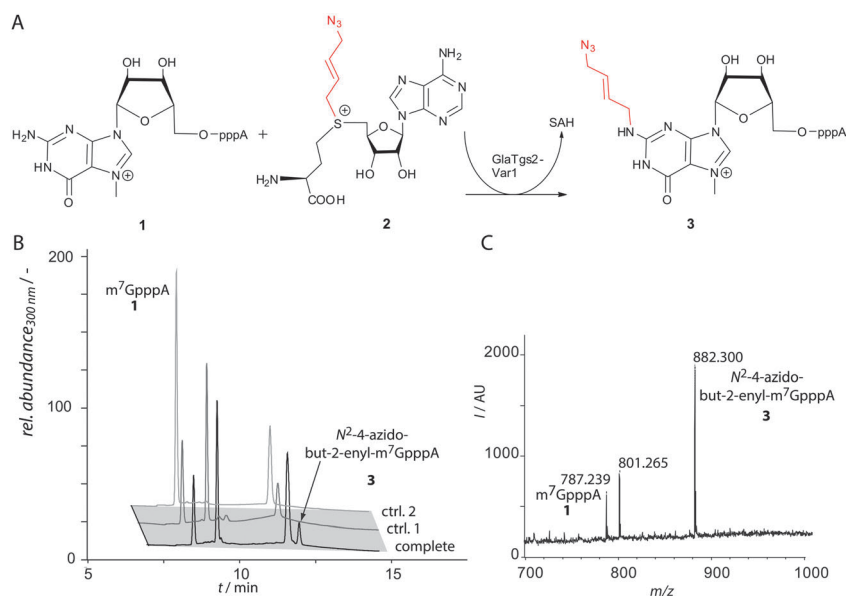 A
N₃
OH OH
O
O pppA
H₂N N N
HN N ⊕
O
1
+
N₃
NH₂
N N
N N
S ⊕
O
H₂N
COOH
HO OH
2
SAH
GlaTgs2-
Var1
N₃
HO OH
O
O pppA
HN N N
HN N ⊕
O
3
B
200
100
0
rel. abundance300 nm / -
m⁷GpppA
1
N²-4-azido-
but-2-enyl-m⁷GpppA
3
ctrl. 2
ctrl. 1
complete
5 10 15
t / min
C
2000
1000
0
I / AU
882.300
N²-4-azido-
but-2-enyl-m⁷GpppA
3
801.265
787.239
m⁷GpppA
1
700 800 900 1000
m/z